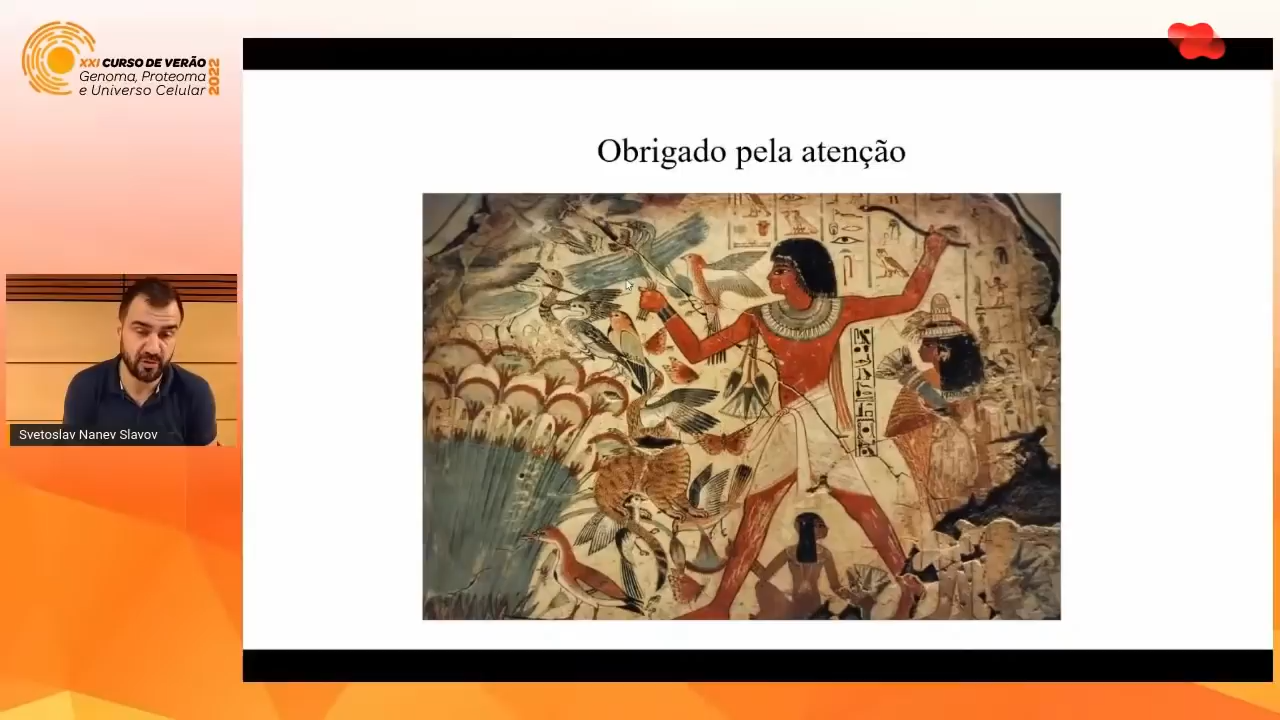 XXI CURSO DE VERÃO
Genoma, Proteoma
e Universo Celular
2022
Obrigado pela atenção
Svetoslav Nanev Slavov